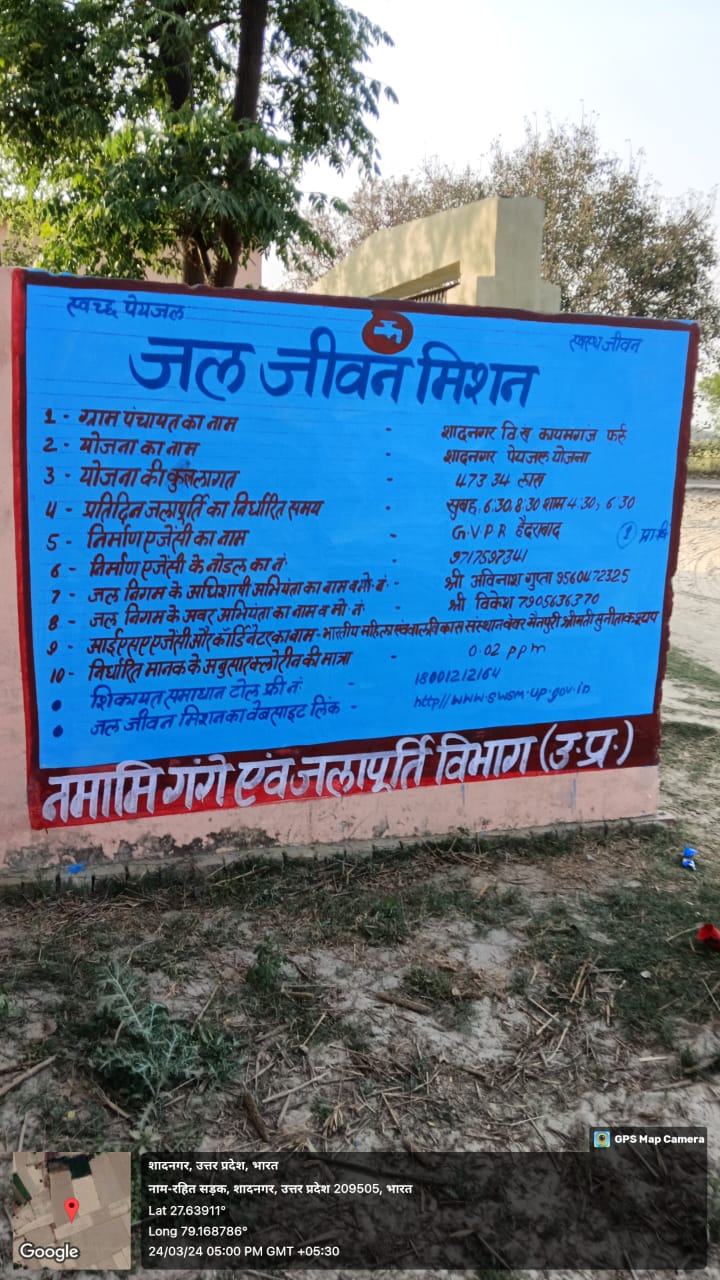 स्वच्छ पेयजल
स्वस्थ जीवन
जल जीवन मिशन
1 - ग्राम पंचायत का नाम - शादनगर वि.ख. कायमगंज फर्रु
2 - योजना का नाम - शादनगर पेयजल योजना
3 - योजना की कुल लागत - 473.34 लाख
4 - प्रतिदिन जलापूर्ति का निर्धारित समय - सुबह, 6.30, 8.30 शाम 4.30, 6.30
5 - निर्माण एजेंसी का नाम - G.V.P.R हैदराबाद
6 - निर्माण एजेंसी के नोडल का नं - 9717597341
7 - जल निगम के अधिशाषी अभियंता का नाम व मो. नं - श्री अविनाश गुप्ता 9560472325
8 - जल निगम के अवर अभियंता का नाम व मो. नं - श्री विकेश 7905636370
9 - आईएसए एजेंसी और कॉर्डिनेटर का नाम - भारतीय महिला एंव बाल विकास संस्थान बेवर मैनपुरी श्रीमती सुनीता कश्यप
10 - निर्धारित मानक के अनुसार क्लोरीन की मात्रा - 0.02 ppm
• शिकायत समाधान टोल फ्री नं - 18001212164
• जल जीवन मिशन का वेबसाइट लिंक - http//www.swsm-up.gov.in
नमामि गंगे एंव जलापूर्ति विभाग (उ.प्र.)
GPS Map Camera
शादनगर, उत्तर प्रदेश, भारत
नाम-रहित सड़क, शादनगर, उत्तर प्रदेश 209505, भारत
Lat 27.63911°
Long 79.168786°
24/03/24 05:00 PM GMT +05:30
Google